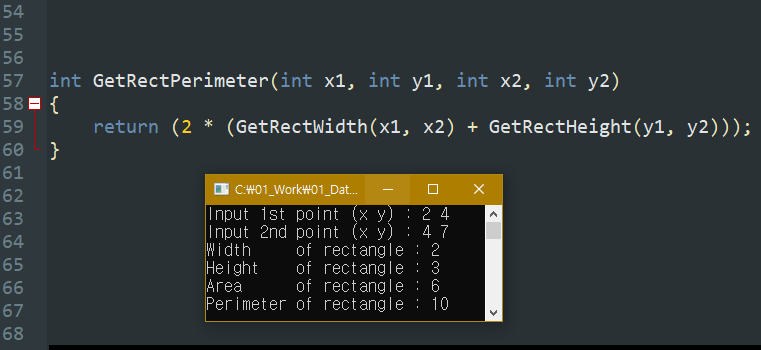 54
55
56
57 int GetRectPerimeter(int x1, int y1, int x2, int y2)
58 {
59 return (2 * (GetRectWidth(x1, x2) + GetRectHeight(y1, y2)));
60 }
61
62
63
64
65
66
67
68
C:₩01_Work₩01_Dat...
Input 1st point (x y) : 2 4
Input 2nd point (x y) : 4 7
Width of rectangle : 2
Height of rectangle : 3
Area of rectangle : 6
Perimeter of rectangle : 10